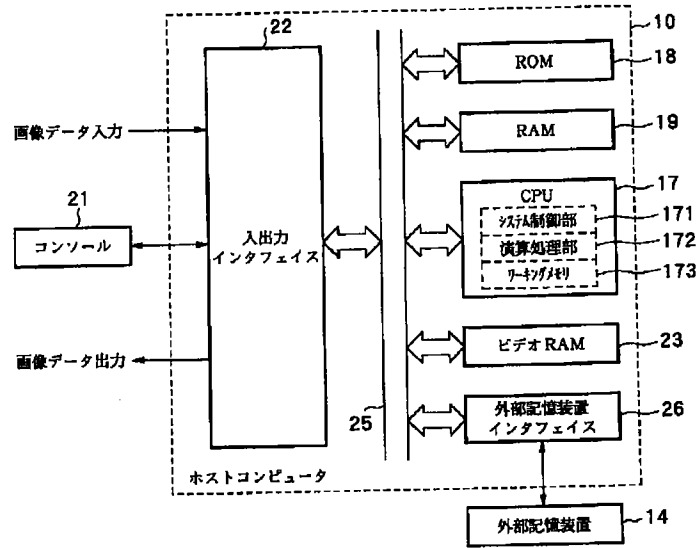 22
10
ROM
18
画像データ入力
RAM
19
21
CPU
17
システム制御部
171
コンソール
入出力
インタフェイス
演算処理部
172
ワーキングメモリ
173
画像データ出力
ビデオRAM
23
25
外部記憶装置
インタフェイス
26
ホストコンピュータ
外部記憶装置
14